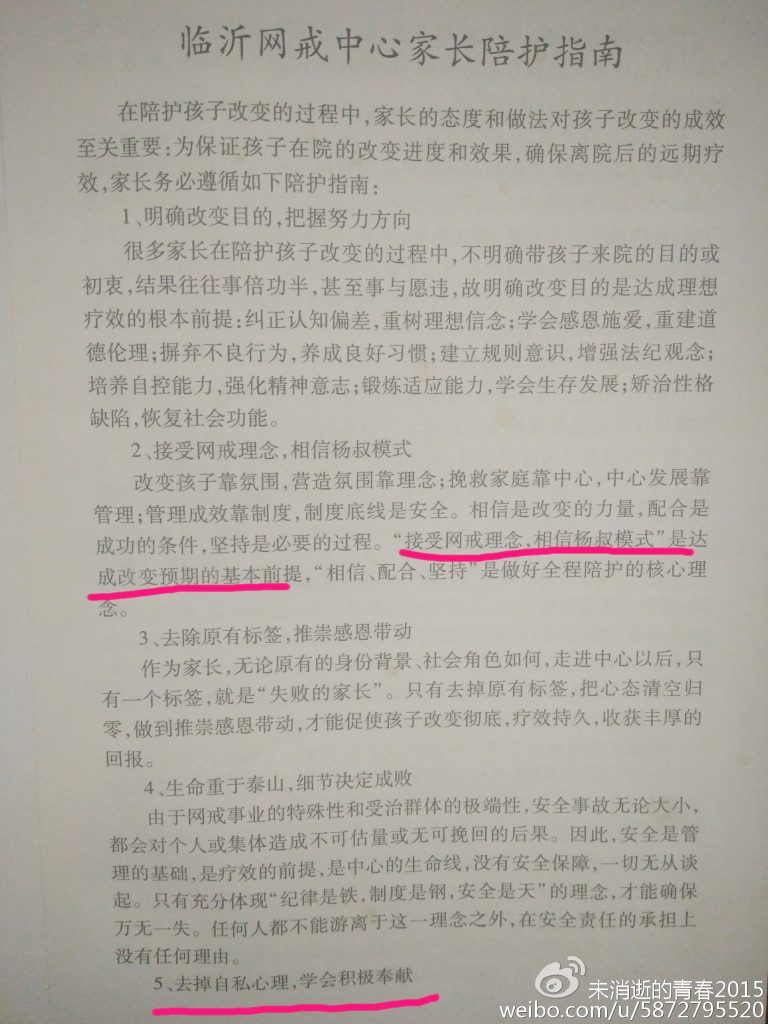 临沂网戒中心家长陪护指南
在陪护孩子改变的过程中,家长的态度和做法对孩子改变的成效
至关重要:为保证孩子在院的改变进度和效果,确保离院后的远期疗
效,家长务必遵循如下陪护指南:
1、明确改变目的,把握努力方向
很多家长在陪护孩子改变的过程中,不明确带孩子来院的目的或
初衷,结果往往事倍功半,甚至事与愿违,故明确改变目的是达成理想
疗效的根本前提:纠正认知偏差,重树理想信念;学会感恩施爱,重建道
德伦理;摒弃不良行为,养成良好习惯;建立规则意识,增强法纪观念;
培养自控能力,强化精神意志;锻炼适应能力,学会生存发展;矫治性格
缺陷,恢复社会功能。
2、接受网戒理念,相信杨叔模式
改变孩子靠氛围,营造氛围靠理念;挽救家庭靠中心,中心发展靠
管理;管理成效靠制度,制度底线是安全。相信是改变的力量,配合是
成功的条件,坚持是必要的过程。“接受网戒理念,相信杨叔模式”是达
成改变预期的基本前提,“相信、配合、坚持”是做好全程陪护的核心理
念。
3、去除原有标签,推崇感恩带动
作为家长,无论原有的身份背景、社会角色如何,走进中心以后,只
有一个标签,就是“失败的家长”。只有去掉原有标签,把心态清空归
零,做到推崇感恩带动,才能促使孩子改变彻底,疗效持久,收获丰厚的
回报。
4、生命重于泰山,细节决定成败
由于网戒事业的特殊性和受治群体的极端性,安全事故无论大小,
都会对个人或集体造成不可估量或无可挽回的后果。因此,安全是管
理的基础,是疗效的前提,是中心的生命线,没有安全保障,一切无从谈
起。只有充分体现“纪律是铁,制度是钢,安全是天”的理念,才能确保
万无一失。任何人都不能游离于这一理念之外,在安全责任的承担上
没有任何理由。
5、去掉自私心理,学会积极奉献
未消逝的青春2015
weibo.com/u/5872795520